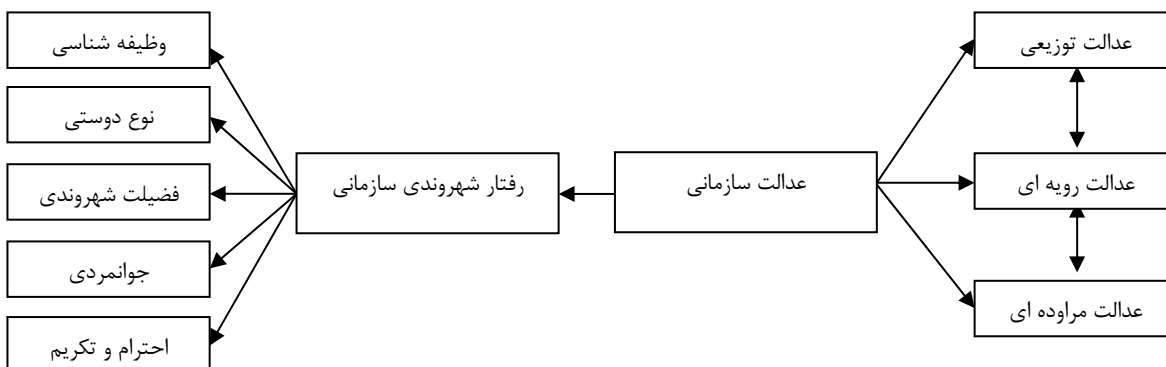 عدالت توزیعی
عدالت رویه ای
عدالت مراوده ای
عدالت سازمانی
رفتار شهروندی سازمانی
وظیفه شناسی
نوع دوستی
فضیلت شهروندی
جوانمردی
احترام و تکریم